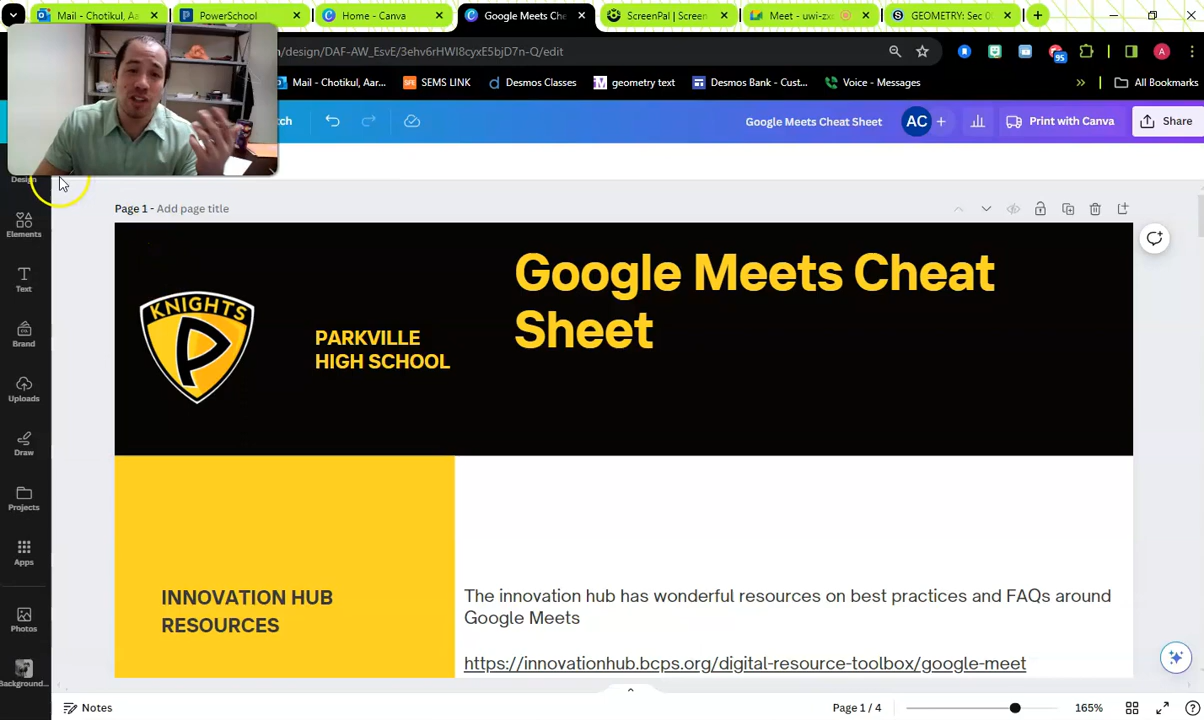 Mail - Chotikul, Aa
PowerSchool
Home - Canva
Google Meets Che
ScreenPal | Screen
Meet - uwi-zx
GEOMETRY: Sec 0
/design/DAF-AW_EsvE/3ehv6rHWI8cyxE5bjD7n-Q/edit
95
A
Mail - Chotikul, Aar...
SEMS LINK
Desmos Classes
geometry text
Desmos Bank - Cust...
Voice - Messages
All Bookmarks
tch
Google Meets Cheat Sheet
AC
Print with Canva
Share
Design
Elements
Text
Brand
Uploads
Draw
Projects
Apps
Photos
Background...
Page 1 - Add page title
KNIGHTS
P
PARKVILLE
HIGH SCHOOL
Google Meets Cheat
Sheet
INNOVATION HUB
RESOURCES
The innovation hub has wonderful resources on best practices and FAQs around
Google Meets
https://innovationhub.bcps.org/digital-resource-toolbox/google-meet
Notes
Page 1 / 4
165%